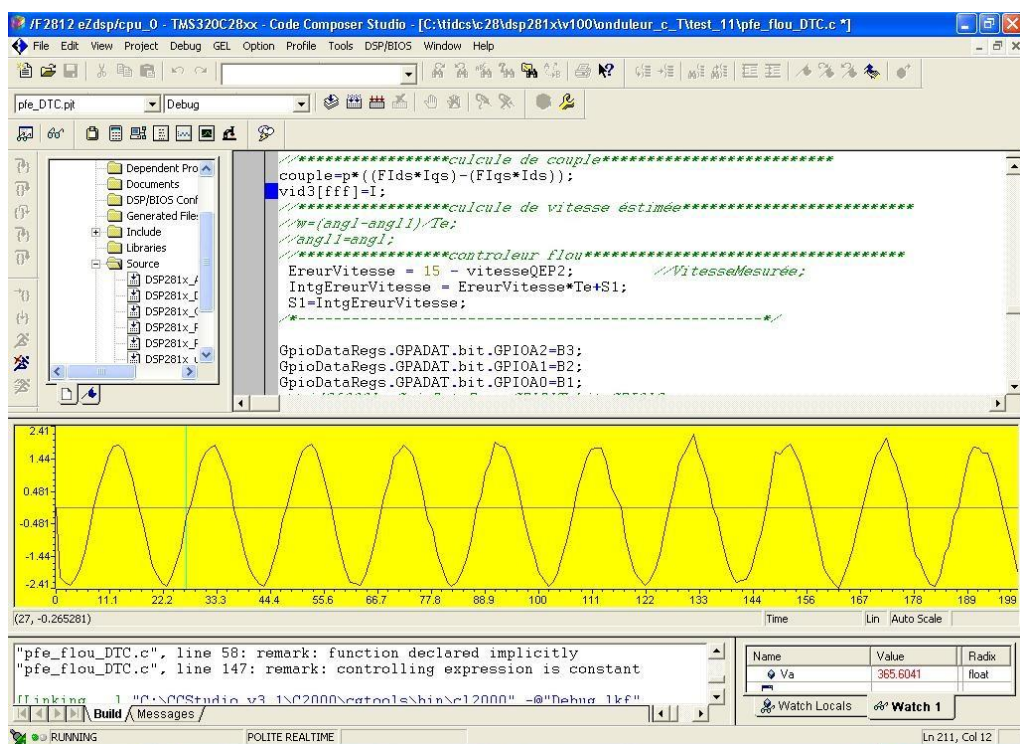 /F2812 eZdsp/cpu_0 - TMS320C28xx - Code Composer Studio - [C:\tidcs\c28\dsp281x\v100\onduleur_c_T\test_11\pfe_flou_DTC.c *]
File Edit View Project Debug GEL Option Profile Tools DSP/BIOS Window Help
pfe_DTC.pjt Debug
Dependent Pro
Documents
DSP/BIOS Conf
Generated File
Include
Libraries
Source
DSP281x_
DSP281x_
DSP281x_
DSP281x_F
DSP281x_F
DSP281x_
//*****************culcule de couple**************************
couple=p*((FIds*Iqs)-(FIqs*Ids));
vid3[fff]=I;
//*****************culcule de vitesse éstimée**************************
//w=(angl-angl1)/Te;
//angl1=angl;
//*****************controleur flou************************************
EreurVitesse = 15 - vitesseQEP2; //VitesseMesurée;
IntgEreurVitesse = EreurVitesse*Te+S1;
S1=IntgEreurVitesse;
/*----------------------------------------------------*/
GpioDataRegs.GPADAT.bit.GPIOA2=B3;
GpioDataRegs.GPADAT.bit.GPIOA1=B2;
GpioDataRegs.GPADAT.bit.GPIOA0=B1;
2.41
1.44
0.481
-0.481
-1.44
-2.41
0 11.1 22.2 33.3 44.4 55.6 66.7 77.8 88.9 100 111 122 133 144 156 167 178 189 199
(27, -0.265281) Time Lin Auto Scale
"pfe_flou_DTC.c", line 58: remark: function declared implicitly
"pfe_flou_DTC.c", line 147: remark: controlling expression is constant
[Linking...] "C:\CCStudio_v3.1\C2000\cgtools\bin\cl2000" -@"Debug.lkf"
Build Messages
Name Value Radix
Va 365.6041 float
Watch Locals Watch 1
RUNNING POLITE REALTIME Ln 211, Col 12